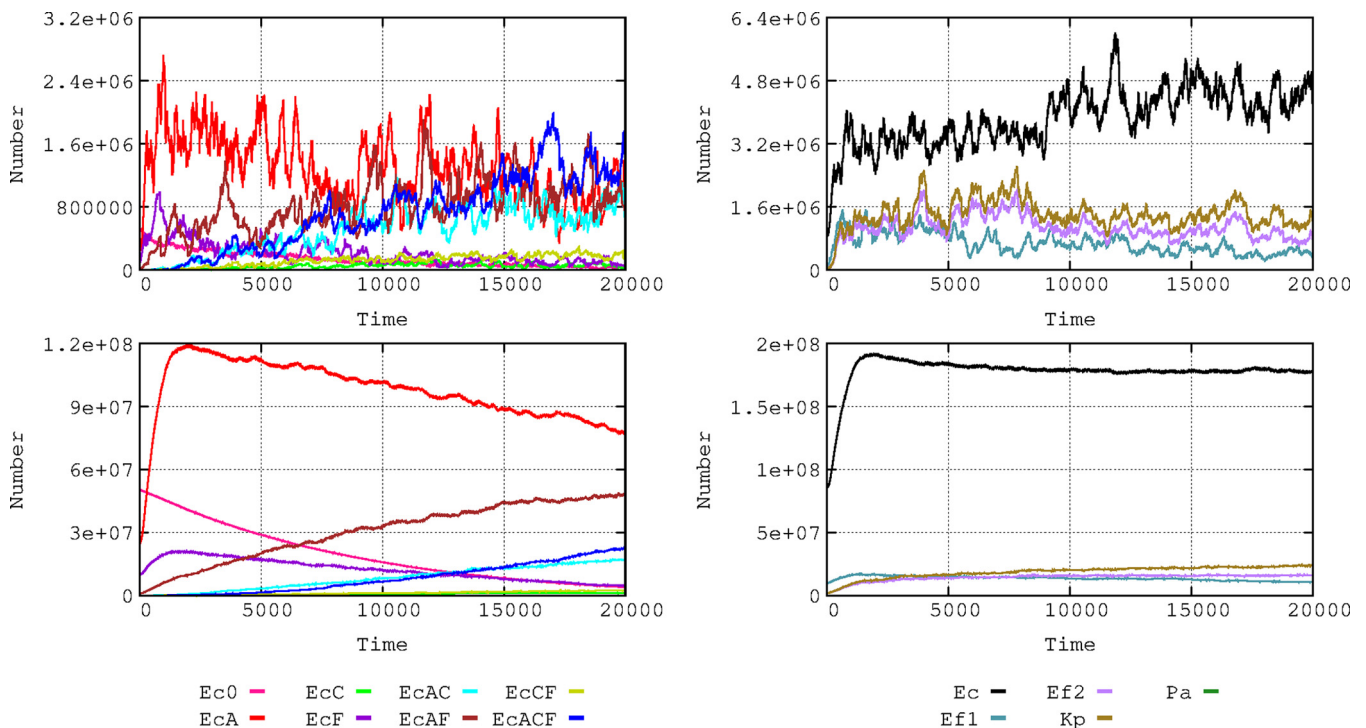 3.2e+06
2.4e+06
1.6e+06
800000
0
Number
0 5000 10000 15000 20000
Time
6.4e+06
4.8e+06
3.2e+06
1.6e+06
0
Number
0 5000 10000 15000 20000
Time
1.2e+08
9e+07
6e+07
3e+07
0
Number
0 5000 10000 15000 20000
Time
2e+08
1.5e+08
1e+08
5e+07
0
Number
0 5000 10000 15000 20000
Time
Ec0 EcC EcAC EcCF
EcA EcF EcAF EcACF
Ec Ef2 Pa
Ef1 Kp